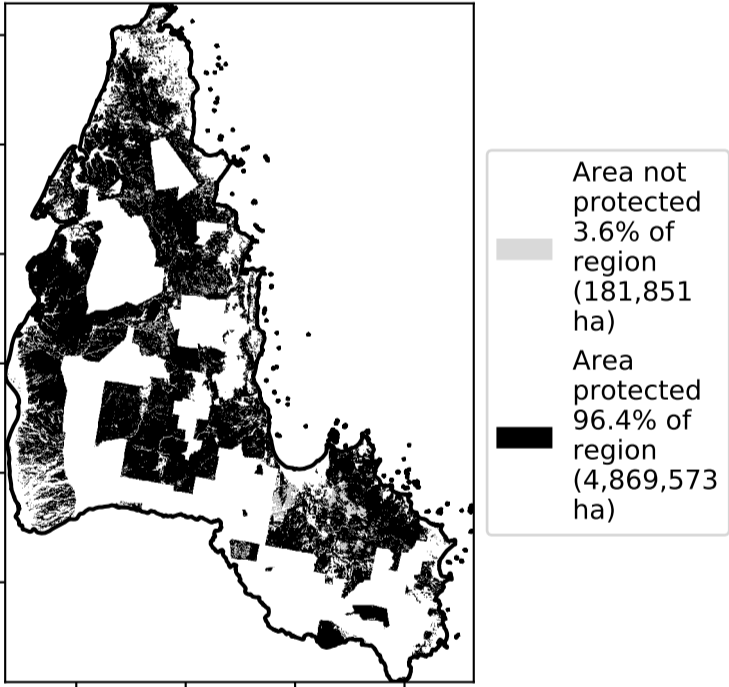 Area not
protected
3.6% of
region
(181,851
ha)
Area
protected
96.4% of
region
(4,869,573
ha)